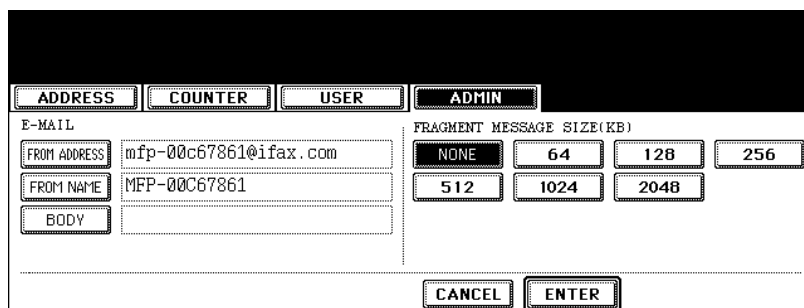 ADDRESS COUNTER USER ADMIN
E-MAIL
FROM ADDRESS mfp-00c67861@ifax.com
FROM NAME MFP-00C67861
BODY
FRAGMENT MESSAGE SIZE(KB)
NONE 64 128 256
512 1024 2048
CANCEL ENTER